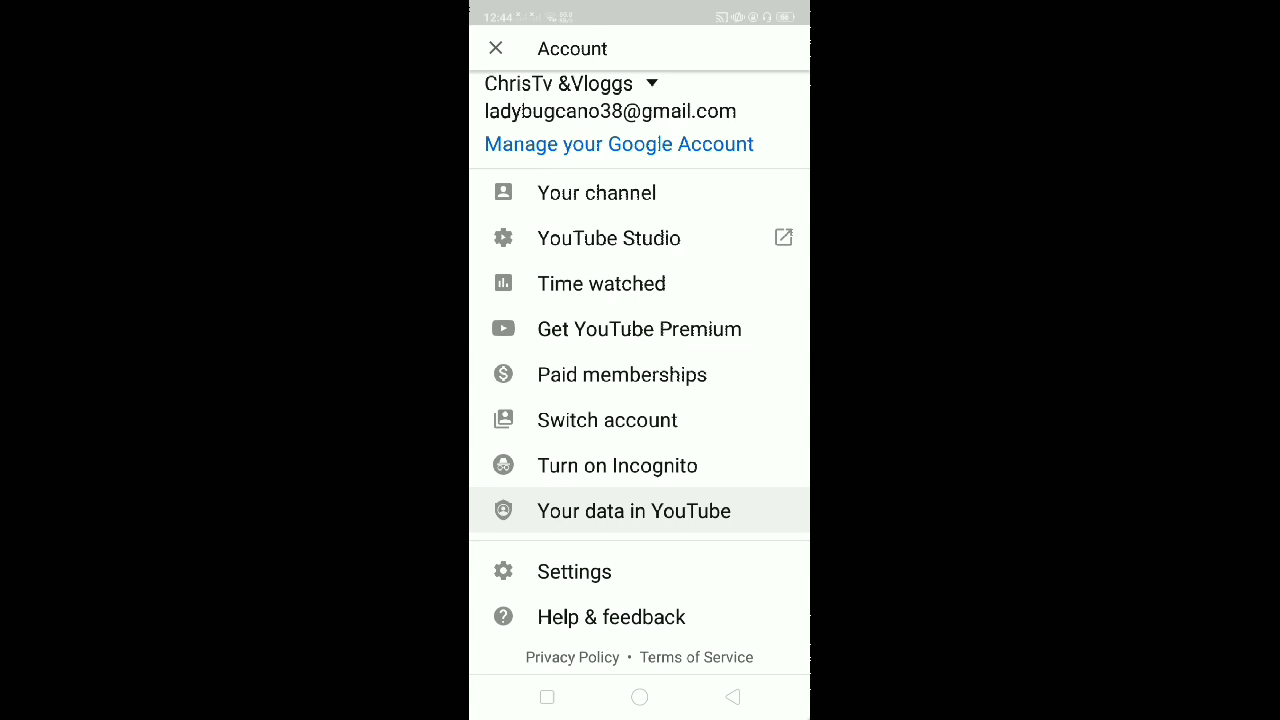 12:44
Account
ChrisTv &Vloggs
ladybugcano38@gmail.com
Manage your Google Account
Your channel
YouTube Studio
Time watched
Get YouTube Premium
Paid memberships
Switch account
Turn on Incognito
Your data in YouTube
Settings
Help & feedback
Privacy Policy • Terms of Service